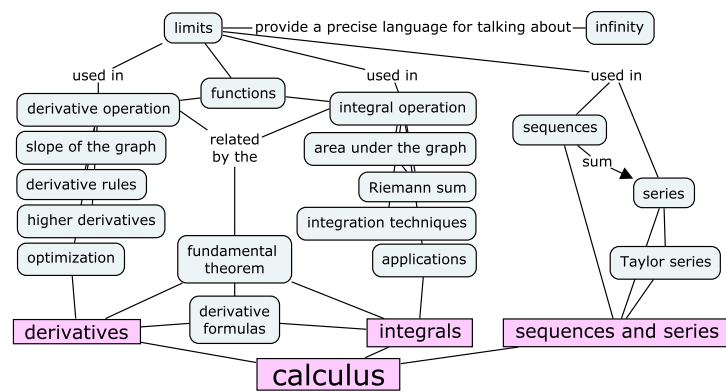 limits
provide a precise language for talking about
infinity
used in
used in
used in
functions
derivative operation
integral operation
related
by the
sequences
sum
slope of the graph
area under the graph
derivative rules
Riemann sum
series
higher derivatives
integration techniques
optimization
fundamental
theorem
applications
Taylor series
derivative
formulas
derivatives
integrals
sequences and series
calculus